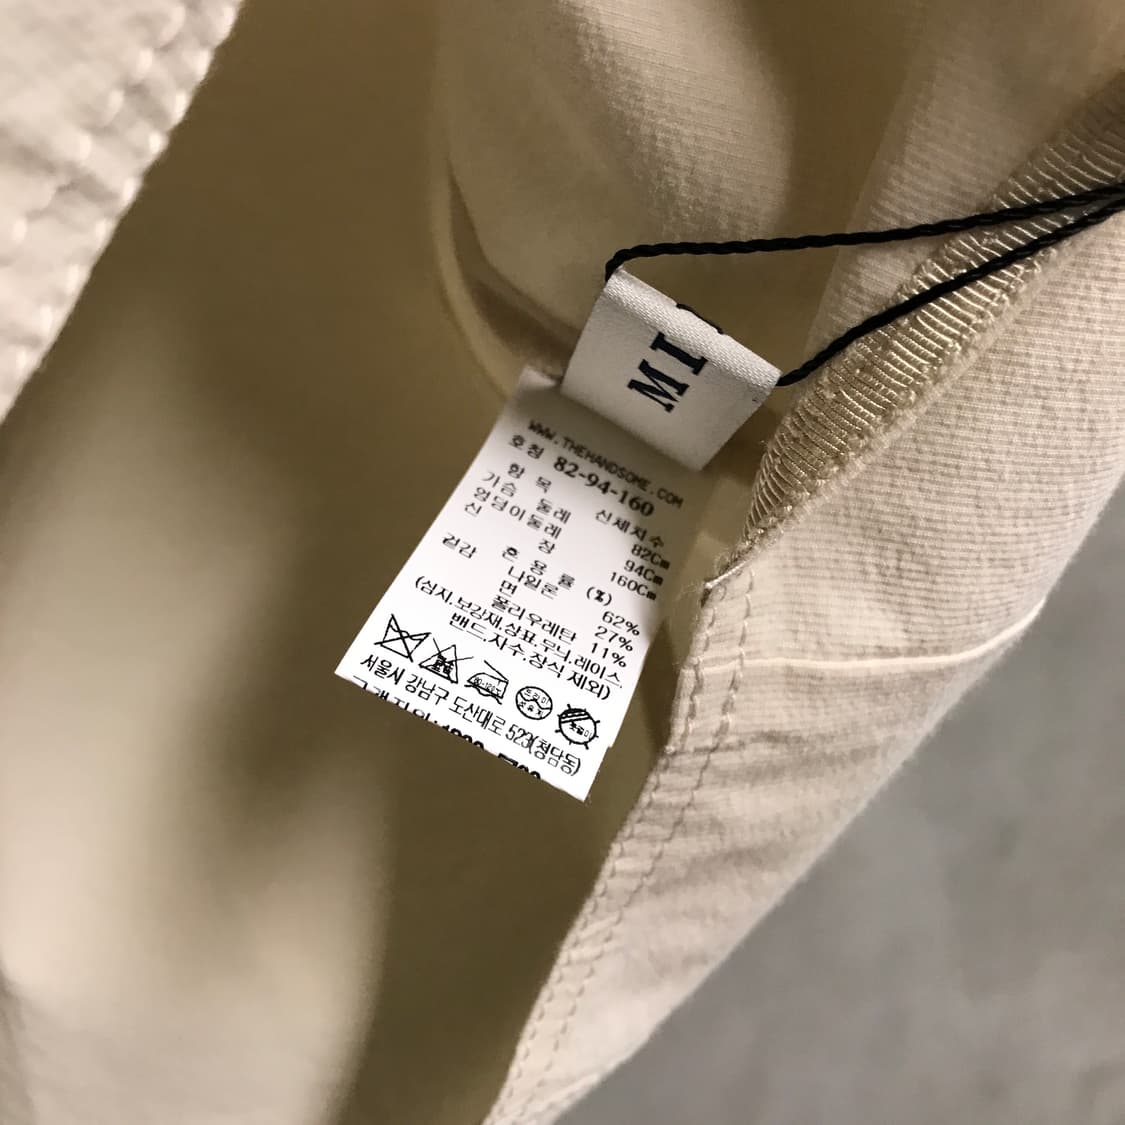 MI
WWW.THEHANDSOME.COM
호칭 82-94-160
항 목 신체치수
가슴 둘레 82Cm
엉덩이둘레 94Cm
신 장 160Cm
겉감 혼 용 률 (%)
나일론 62%
면 27%
폴리우레탄 11%
(심지.보강재.상표.무늬.레이스.
밴드.자수.장식 제외)
드라이
서울시 강남구 도산대로 523(청담동)